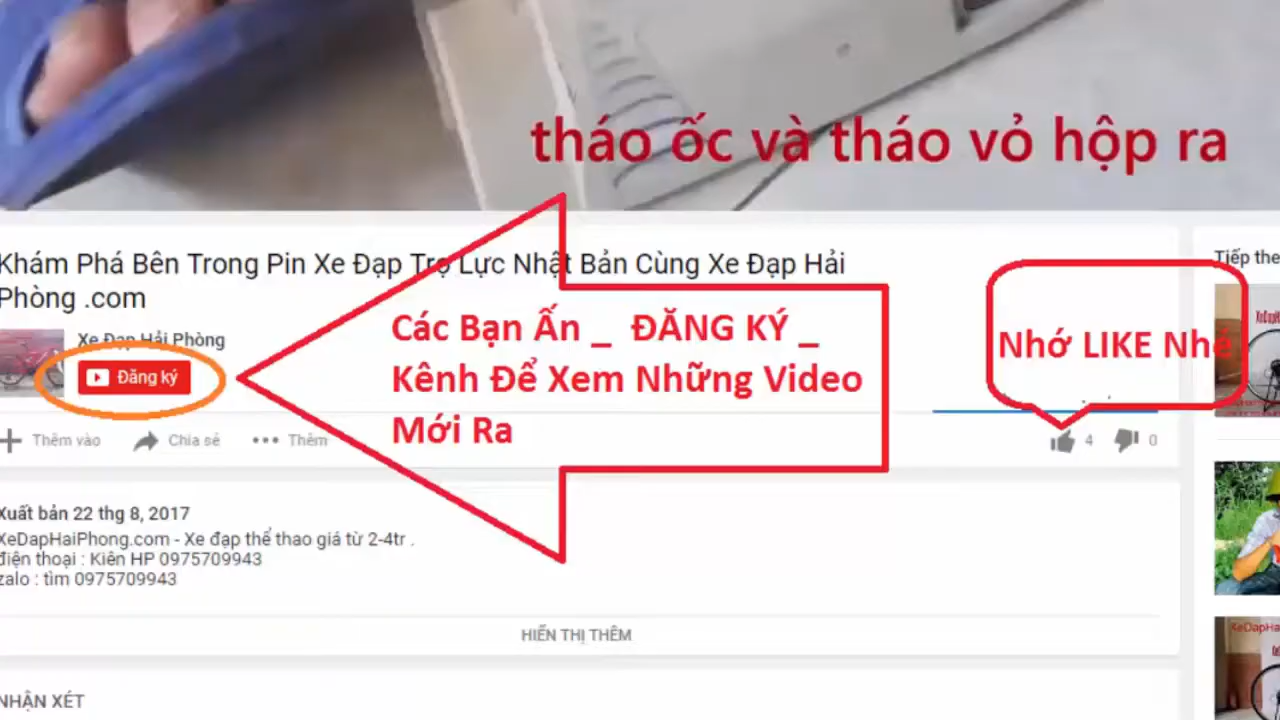 tháo ốc và tháo vỏ hộp ra
Khám Phá Bên Trong Pin Xe Đạp Trợ Lực Nhật Bản Cùng Xe Đạp Hải
Phòng .com
Tiếp the
Xe Đạp Hải Phòng
Đăng ký
Các Bạn Ấn _ ĐĂNG KÝ _
Kênh Để Xem Những Video
Mới Ra
Nhớ LIKE Nhé
Thêm vào
Chia sẻ
Thêm
4
0
Xuất bản 22 thg 8, 2017
XeDapHaiPhong.com - Xe đạp thể thao giá từ 2-4tr .
điện thoại : Kiên HP 0975709943
zalo : tìm 0975709943
HIỂN THỊ THÊM
XeDapHa
NHẬN XÉT